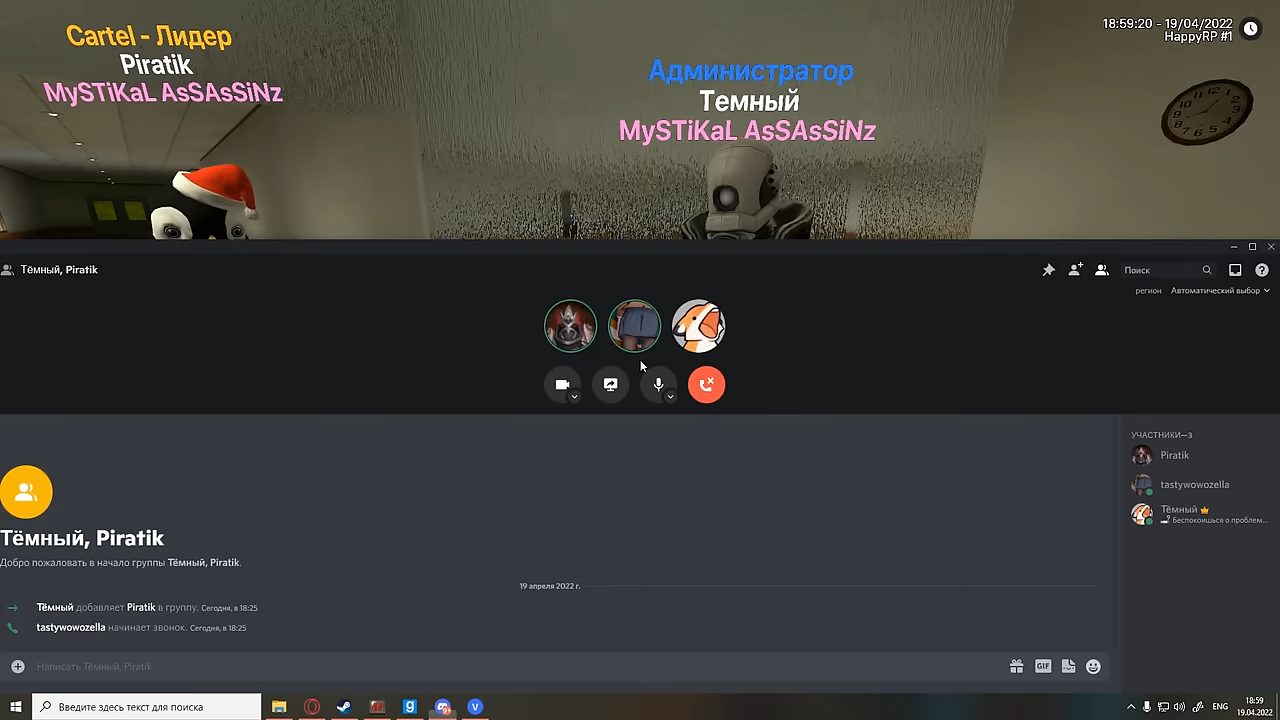 Cartel - Лидер
Piratik
MySTiKaL AsSAsSiNz
Администратор
Темный
MySTiKaL AsSAsSiNz
18:59:20 - 19/04/2022
HappyRP #1
Тёмный, Piratik
Поиск
регион Автоматический выбор
УЧАСТНИКИ—3
Piratik
tastywowozella
Тёмный
Беспокоишься о проблем...
Тёмный, Piratik
Добро пожаловать в начало группы Тёмный, Piratik.
19 апреля 2022 г.
Тёмный добавляет Piratik в группу. Сегодня, в 18:25
tastywowozella начинает звонок. Сегодня, в 18:25
Написать Тёмный, Piratik
GIF
Введите здесь текст для поиска
ENG
18:59
19.04.2022